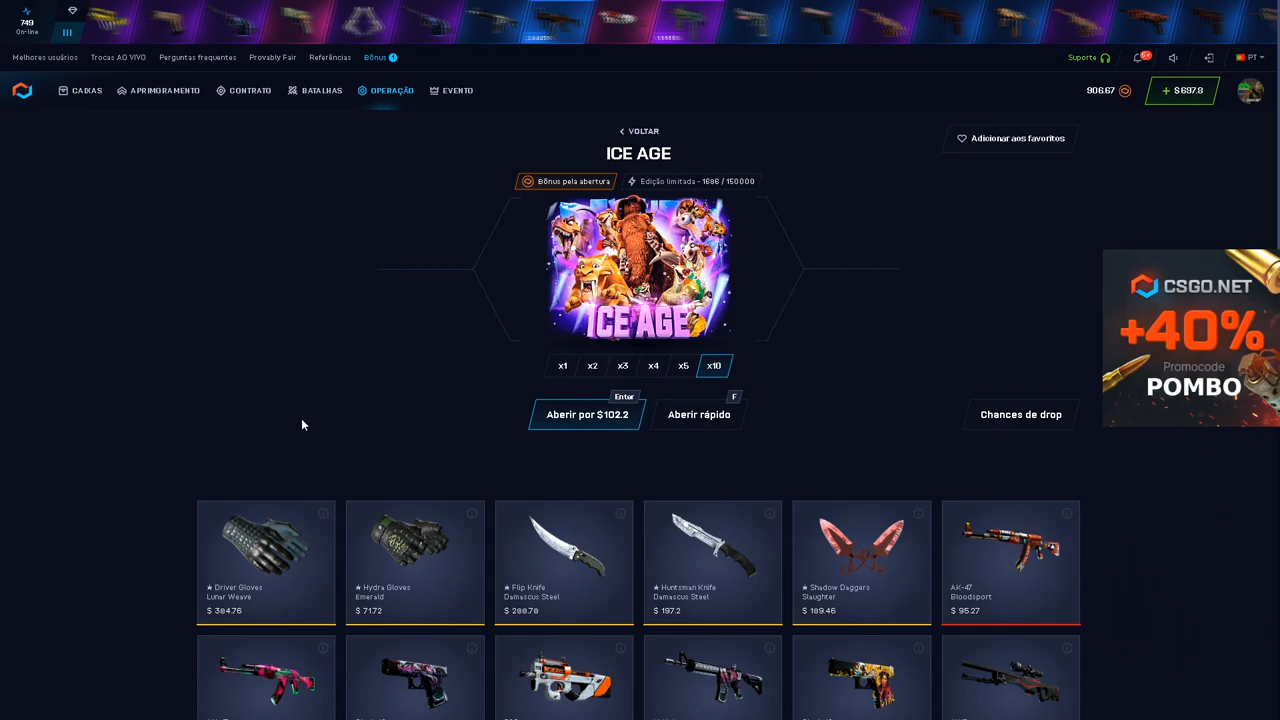 749
On-line
Melhores usuários
Trocas AO VIVO
Perguntas frequentes
Provably Fair
Referências
Bônus
Suporte
PT
CAIXAS
APRIMORAMENTO
CONTRATO
BATALHAS
OPERAÇÃO
EVENTO
906.67
+ $ 697.8
VOLTAR
ICE AGE
Adicionar aos favoritos
Bônus pela abertura
Edição limitada - 1686 / 150000
ICE AGE
x1
x2
x3
x4
x5
x10
Enter
F
Aberir por $ 102.2
Aberir rápido
Chances de drop
CSGO.NET
+40%
Promocode
POMBO
★ Driver Gloves
Lunar Weave
$ 384.76
★ Hydra Gloves
Emerald
$ 71.72
★ Flip Knife
Damascus Steel
$ 288.78
★ Huntsman Knife
Damascus Steel
$ 197.2
★ Shadow Daggers
Slaughter
$ 189.46
AK-47
Bloodsport
$ 95.27